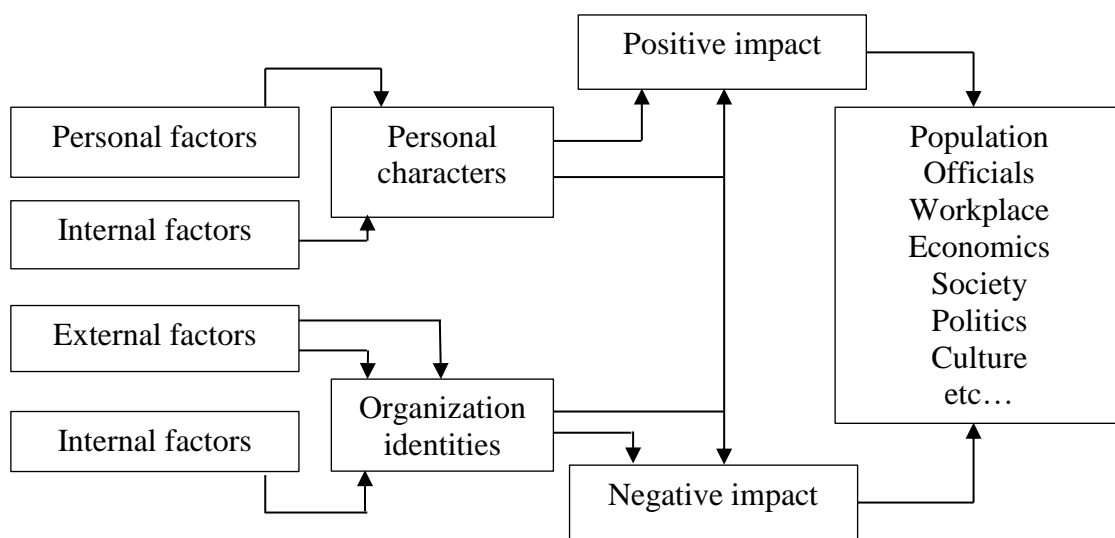 Personal factors
Internal factors
External factors
Internal factors
Personal
characters
Organization
identities
Positive impact
Negative impact
Population
Officials
Workplace
Economics
Society
Politics
Culture
etc…